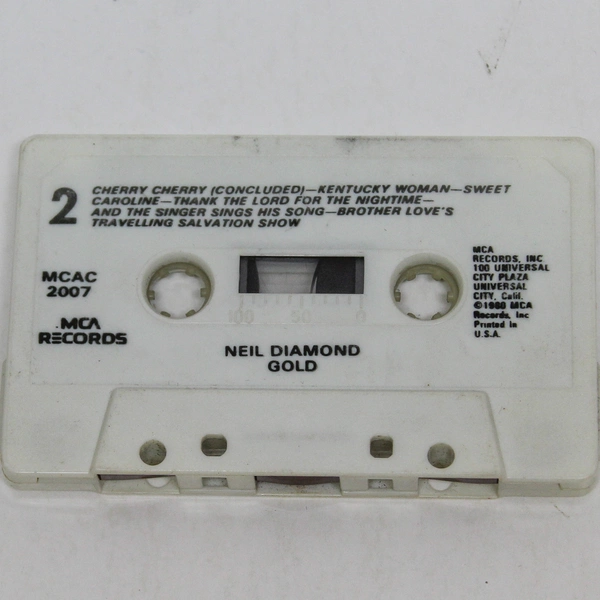 2
CHERRY CHERRY (CONCLUDED)—KENTUCKY WOMAN—SWEET
CAROLINE—THANK THE LORD FOR THE NIGHTIME—
AND THE SINGER SINGS HIS SONG—BROTHER LOVE'S
TRAVELLING SALVATION SHOW
MCAC
2007
MCA
RECORDS
100 50 0
NEIL DIAMOND
GOLD
MCA
RECORDS, INC
100 UNIVERSAL
CITY PLAZA
UNIVERSAL
CITY, Calif.
©1980 MCA
Records, Inc
Printed in
U.S.A.